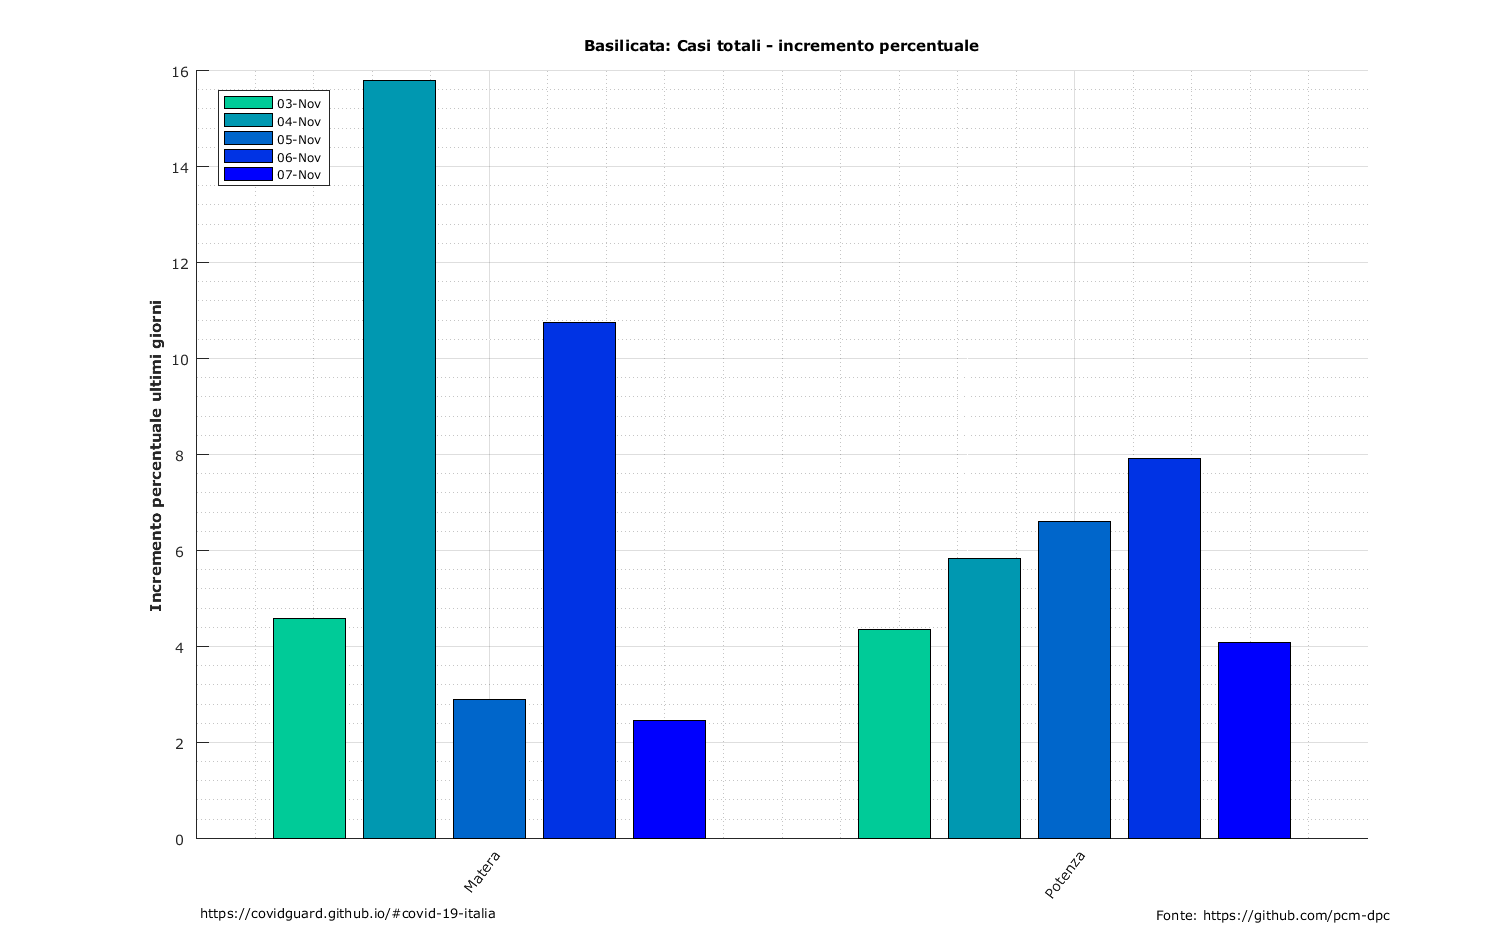 Basilicata: Casi totali - incremento percentuale
16
14
12
10
8
6
4
2
0
Incremento percentuale ultimi giorni
03-Nov
04-Nov
05-Nov
06-Nov
07-Nov
Matera
Potenza
https://covidguard.github.io/#covid-19-italia
Fonte: https://github.com/pcm-dpc